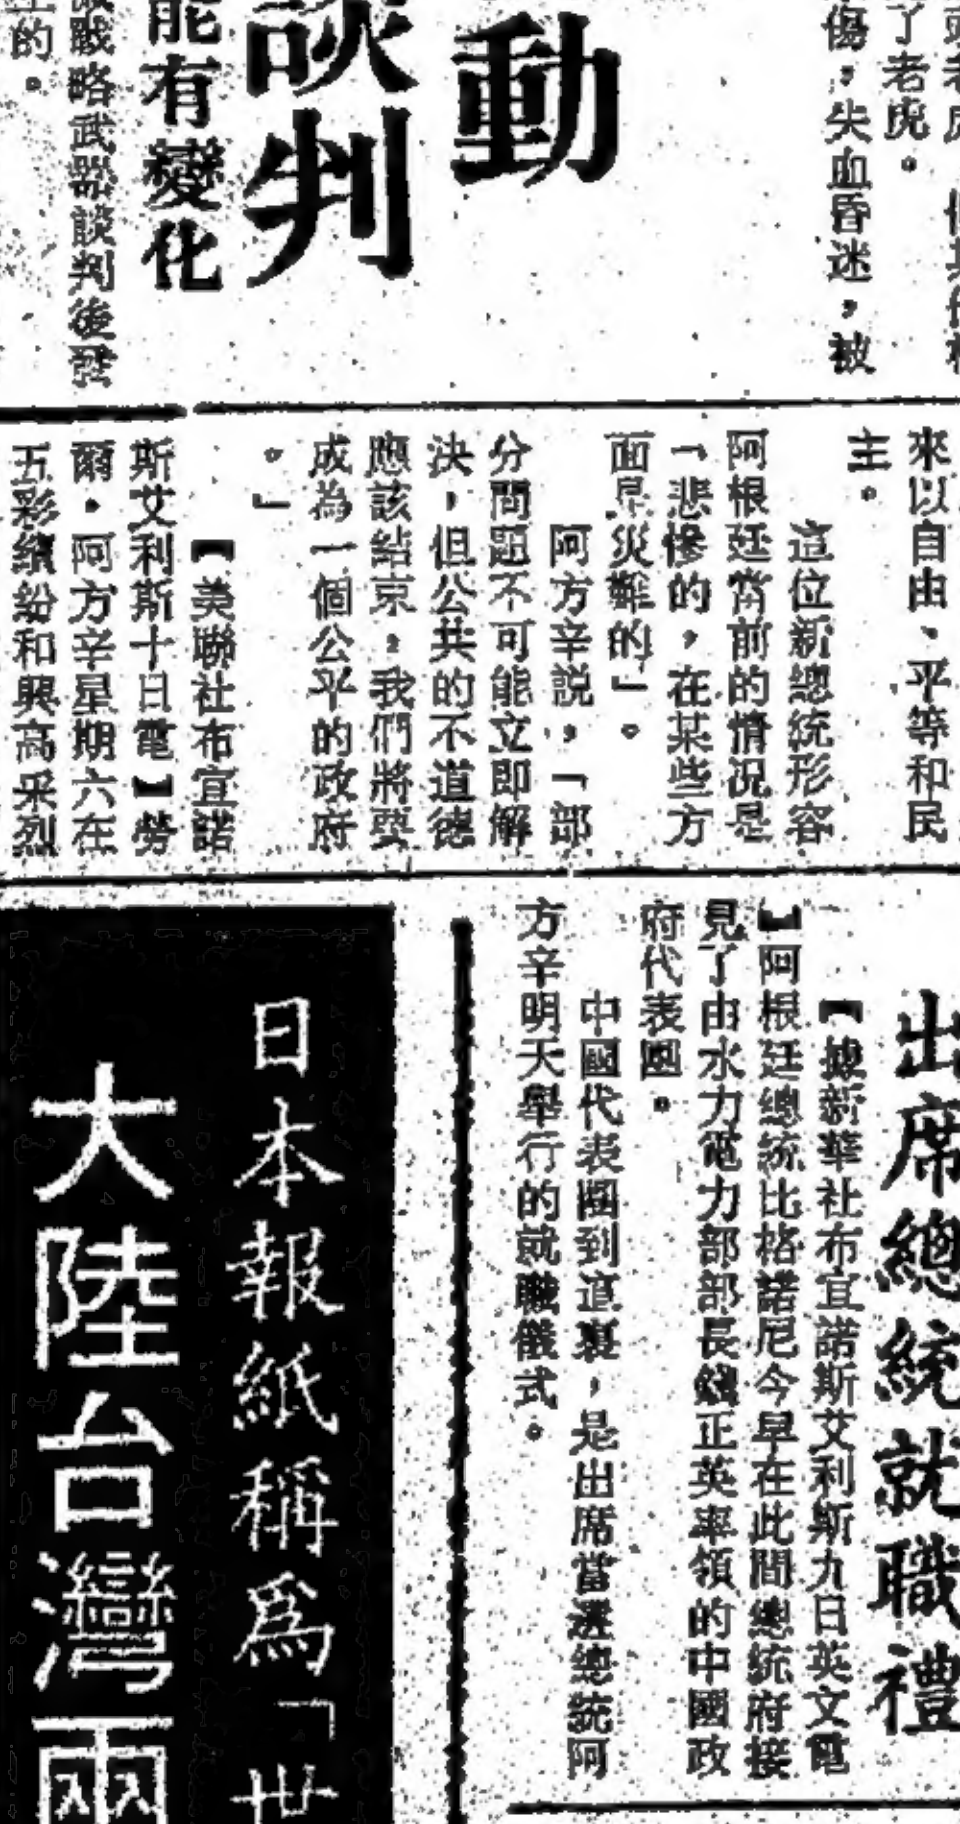 動
談判
能有變化
戰略武器談判後發
的。
了老虎。
傷，失血昏迷，被
來以自由、平等和民
主。
這位新總統形容
阿根廷當前的情况是
「悲慘的，在某些方
面是災難的」。
阿方辛說，「部
分問題不可能立即解
決，但公共的不道德
應該結束，我們將要
成為一個公平的政府
。」
【美聯社布宜諾
斯艾利斯十日電】勞
爾·阿方辛星期六在
五彩繽紛和興高采烈
出席總統就職禮
【據新華社布宜諾斯艾利斯九日英文電
】阿根廷總統比格諾尼今早在此間總統府接
見了由水力電力部部長錢正英率領的中國政
府代表團。
中國代表團到這裏，是出席當選總統阿
方辛明天舉行的就職儀式。
日本報紙稱爲「世
大陸台灣兩